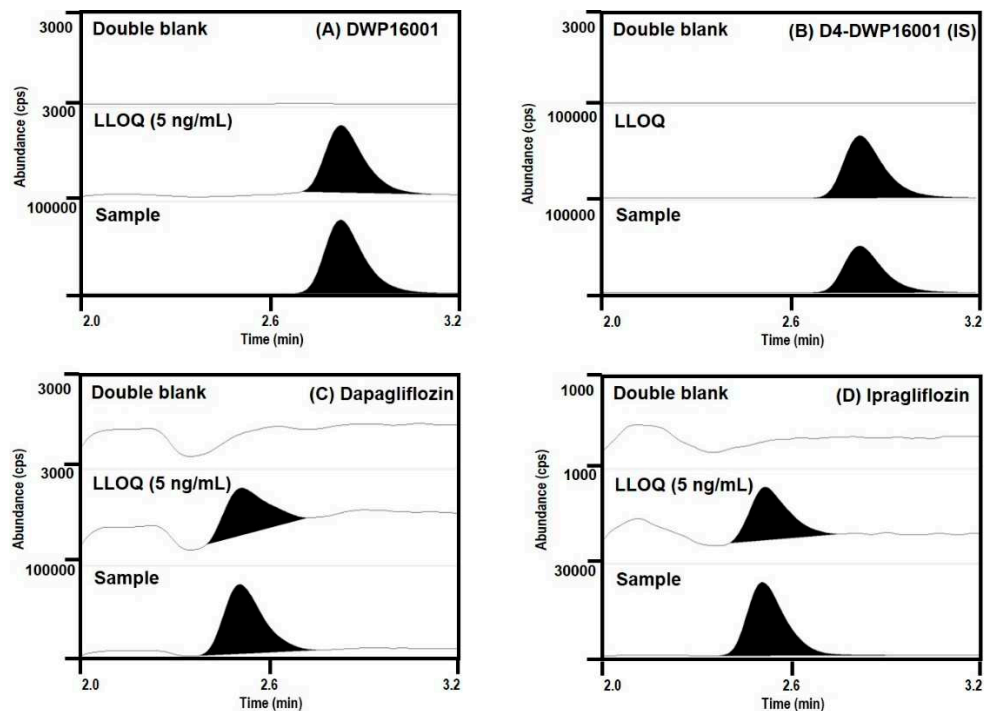 3000
Double blank
(A) DWP16001
Abundance (cps)
3000
LLOQ (5 ng/mL)
100000
Sample
2.0
2.6
3.2
Time (min)
3000
Double blank
(B) D4-DWP16001 (IS)
Abundance (cps)
100000
LLOQ
100000
Sample
2.0
2.6
3.2
Time (min)
3000
Double blank
(C) Dapagliflozin
Abundance (cps)
3000
LLOQ (5 ng/mL)
100000
Sample
2.0
2.6
3.2
Time (min)
1000
Double blank
(D) Ipragliflozin
Abundance (cps)
1000
LLOQ (5 ng/mL)
30000
Sample
2.0
2.6
3.2
Time (min)